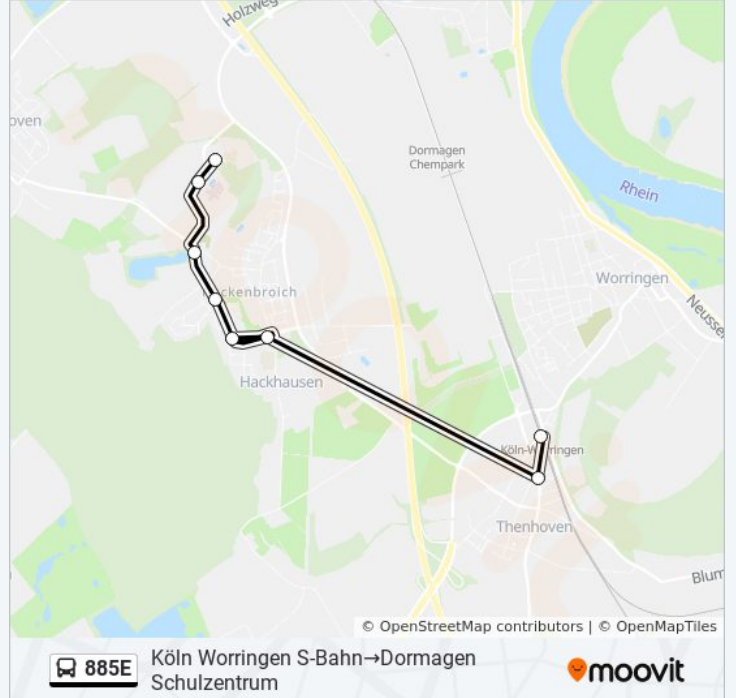 Holzweg
oven
Dormagen
Chempark
Rhein
Worringen
ckenbroich
Neusser
Hackhausen
Köln-W rringen
Thenhoven
Blum
© OpenStreetMap contributors | © OpenMapTiles
885E
Köln Worringen S-Bahn→Dormagen
Schulzentrum
moovit